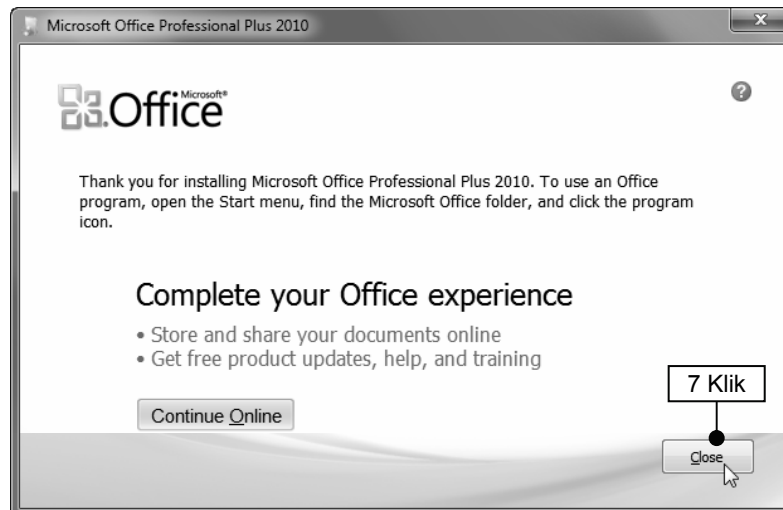 Microsoft Office Professional Plus 2010
Microsoft®
Office
Thank you for installing Microsoft Office Professional Plus 2010. To use an Office
program, open the Start menu, find the Microsoft Office folder, and click the program
icon.
Complete your Office experience
• Store and share your documents online
• Get free product updates, help, and training
7 Klik
Continue Online
Close